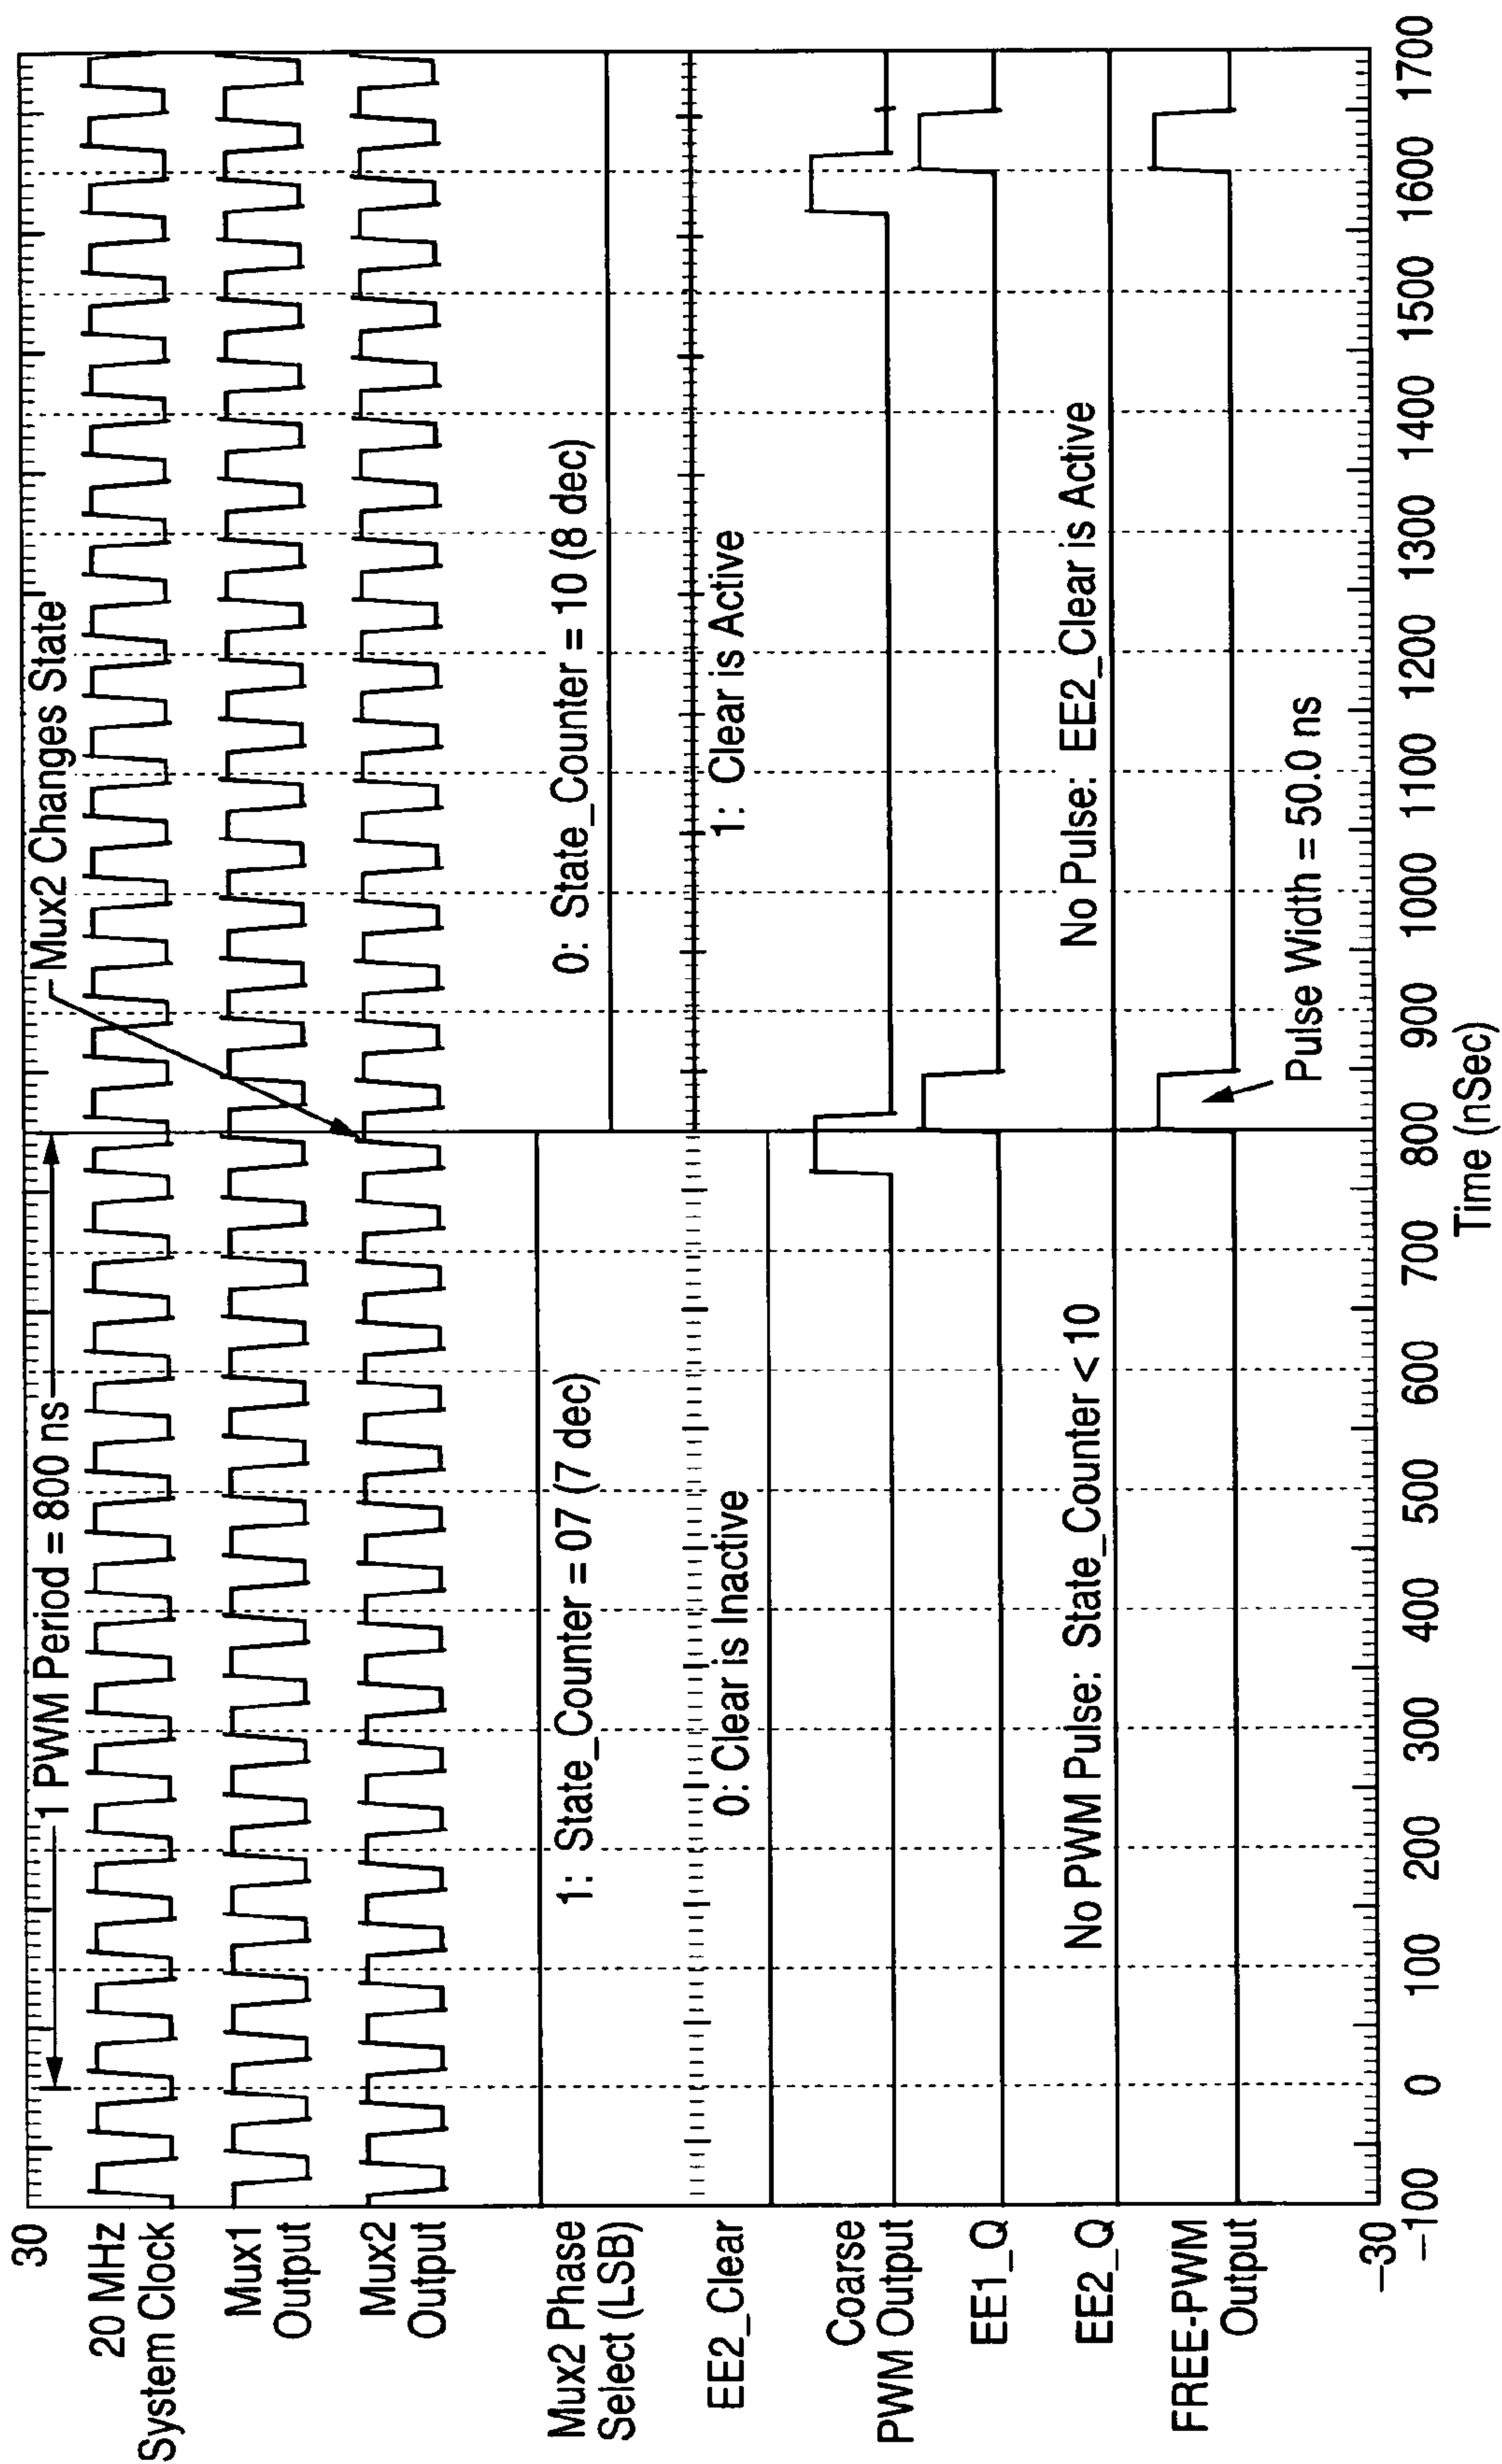 30
20 MHz
System Clock
Mux1
Output
Mux2
Output
Mux2 Phase
Select (LSB)
EE2_Clear
Coarse
PWM Output
EE1_Q
EE2_Q
FREE-PWM
Output
-30
1 PWM Period = 800 ns
Mux2 Changes State
1: State_Counter = 07 (7 dec)
0: State_Counter = 10 (8 dec)
0: Clear is Inactive
1: Clear is Active
No PWM Pulse: State_Counter < 10
No Pulse: EE2_Clear is Active
Pulse Width = 50.0 ns
-100 0 100 200 300 400 500 600 700 800 900 1000 1100 1200 1300 1400 1500 1600 1700
Time (nSec)